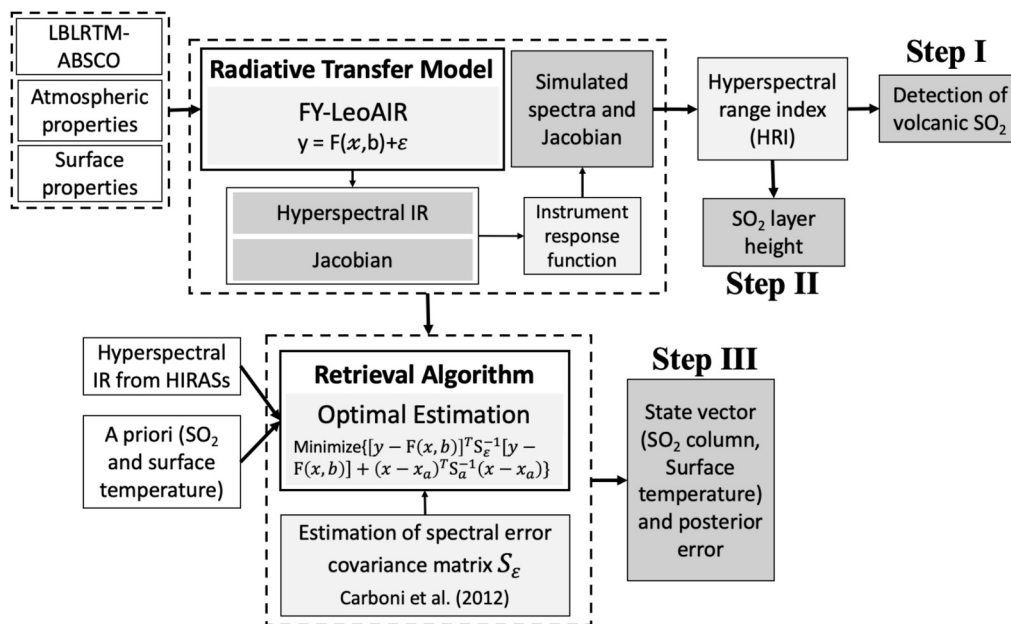 LBLRTM-
ABSCO
Atmospheric
properties
Surface
properties
Radiative Transfer Model
FY-LeoAIR
y = F(x,b)+ε
Hyperspectral IR
Jacobian
Instrument
response
function
Simulated
spectra and
Jacobian
Hyperspectral
range index
(HRI)
Step I
Detection of
volcanic SO₂
SO₂ layer
height
Step II
Hyperspectral
IR from HIRASs
A priori (SO₂
and surface
temperature)
Retrieval Algorithm
Optimal Estimation
Minimize{[y − F(x, b)]ᵀS_ε⁻¹[y −
F(x, b)] + (x − xₐ)ᵀSₐ⁻¹(x − xₐ)}
Estimation of spectral error
covariance matrix S_ε
Carboni et al. (2012)
Step III
State vector
(SO₂ column,
Surface
temperature)
and posterior
error